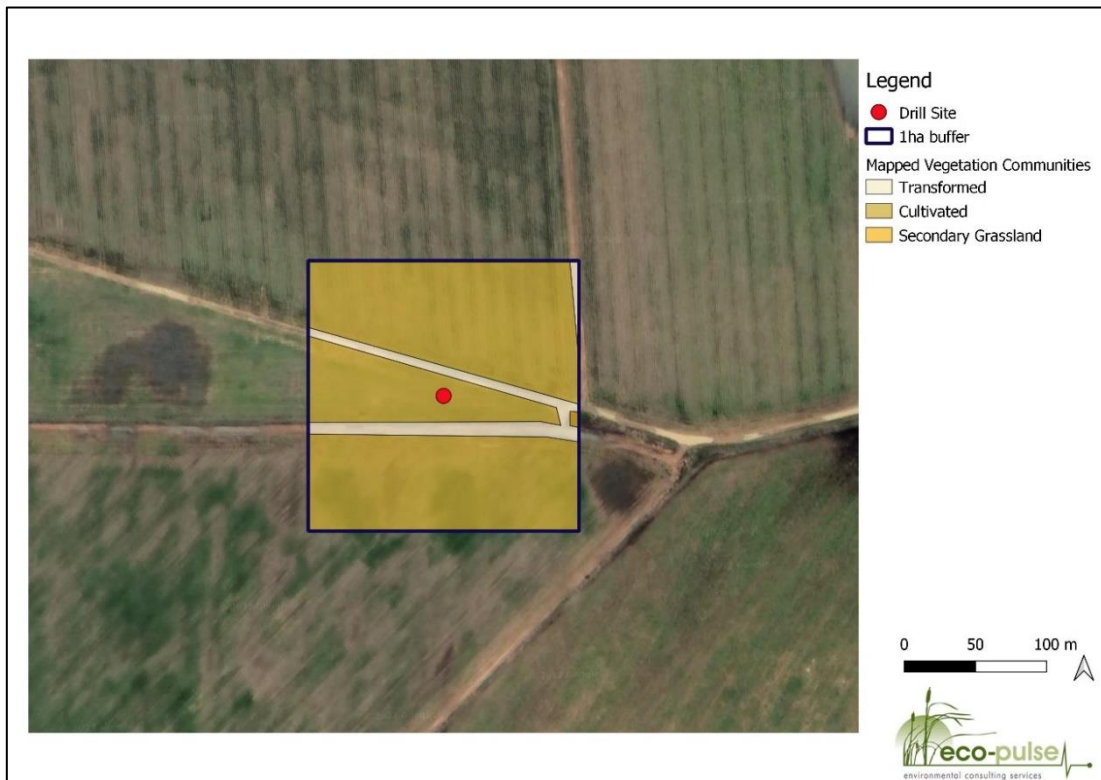 Legend
Drill Site
1ha buffer
Mapped Vegetation Communities
Transformed
Cultivated
Secondary Grassland
0 50 100 m
eco-pulse
environmental consulting services